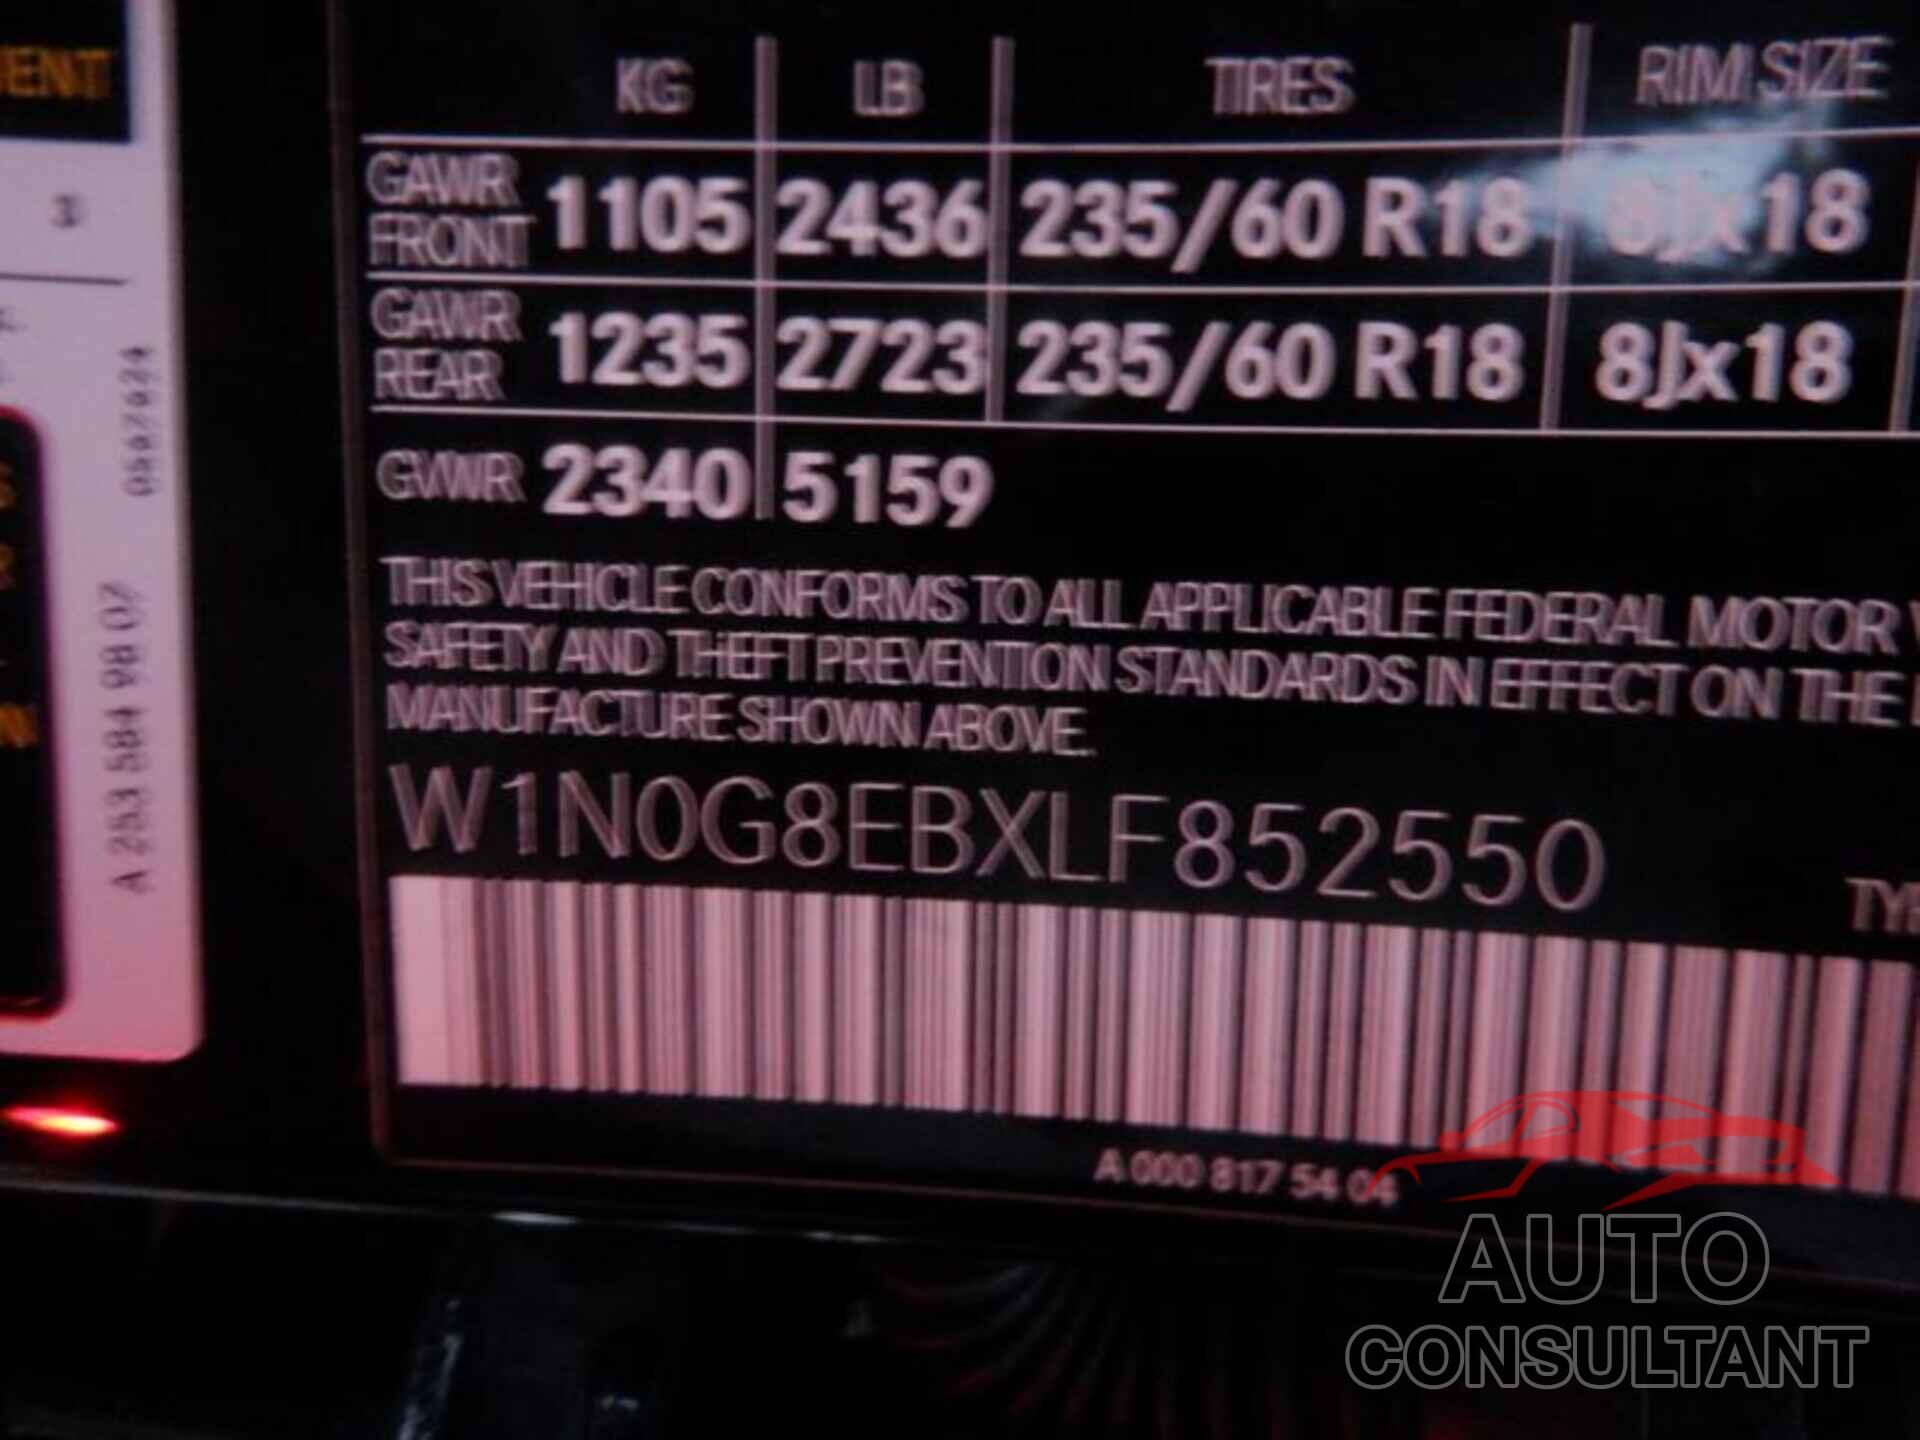 KG LB TIRES RIM SIZE
GAWR FRONT 1105 2436 235/60 R18 8Jx18
GAWR REAR 1235 2723 235/60 R18 8Jx18
GVWR 2340 5159
THIS VEHICLE CONFORMS TO ALL APPLICABLE FEDERAL MOTOR
SAFETY AND THEFT PREVENTION STANDARDS IN EFFECT ON THE
MANUFACTURE SHOWN ABOVE.
W1N0G8EBXLF852550
A 000 817 54 04
A 253 584 98 07
AUTO
CONSULTANT